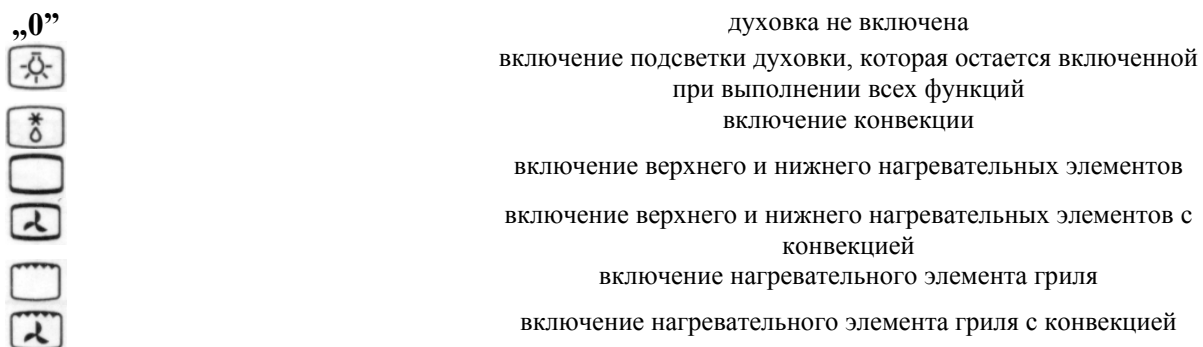 „0”
духовка не включена
включение подсветки духовки, которая остается включенной
при выполнении всех функций
включение конвекции
включение верхнего и нижнего нагревательных элементов
включение верхнего и нижнего нагревательных элементов с
конвекцией
включение нагревательного элемента гриля
включение нагревательного элемента гриля с конвекцией